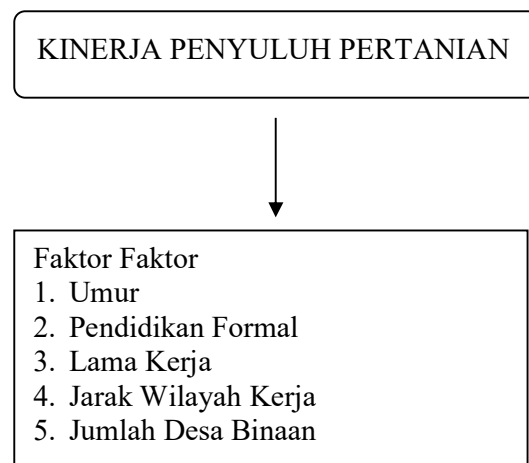 KINERJA PENYULUH PERTANIAN
Faktor Faktor
1. Umur
2. Pendidikan Formal
3. Lama Kerja
4. Jarak Wilayah Kerja
5. Jumlah Desa Binaan